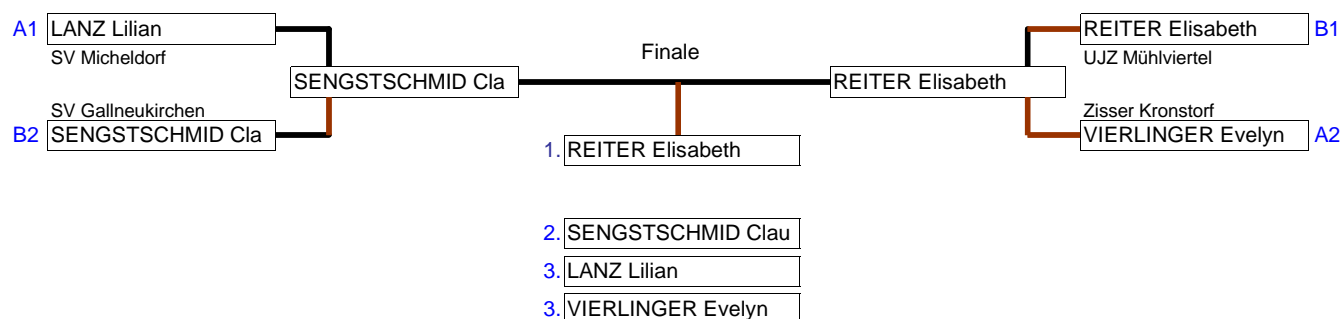 A1 LANZ Lilian
SV Micheldorf
SENGSTSCHMID Cla
SV Gallneukirchen
B2 SENGSTSCHMID Cla
Finale
REITER Elisabeth B1
UJZ Mühlviertel
REITER Elisabeth
Zisser Kronstorf
VIERLINGER Evelyn A2
1. REITER Elisabeth
2. SENGSTSCHMID Clau
3. LANZ Lilian
3. VIERLINGER Evelyn